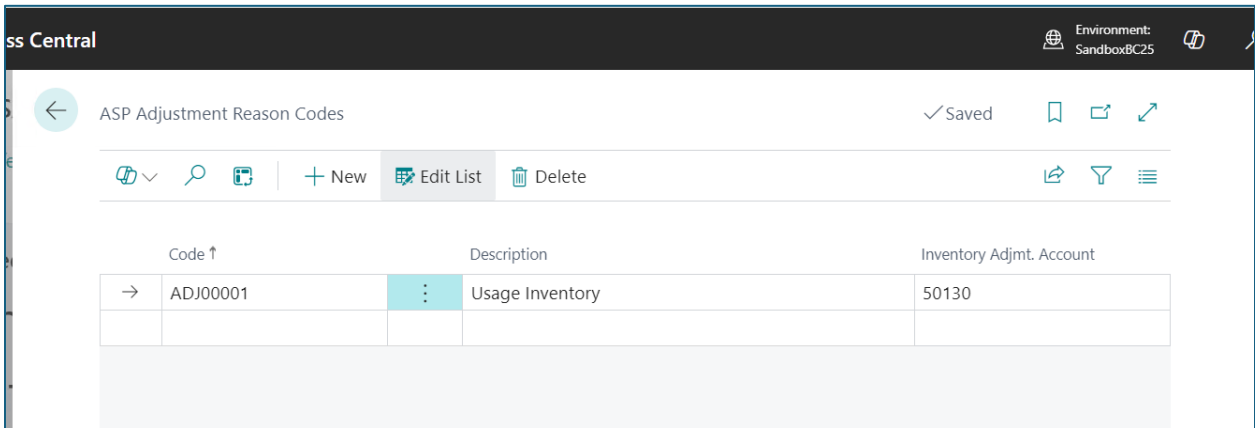 ss Central
Environment:
SandboxBC25
ASP Adjustment Reason Codes
Saved
New
Edit List
Delete
Code ↑ Description Inventory Adjmt. Account
ADJ00001 Usage Inventory 50130